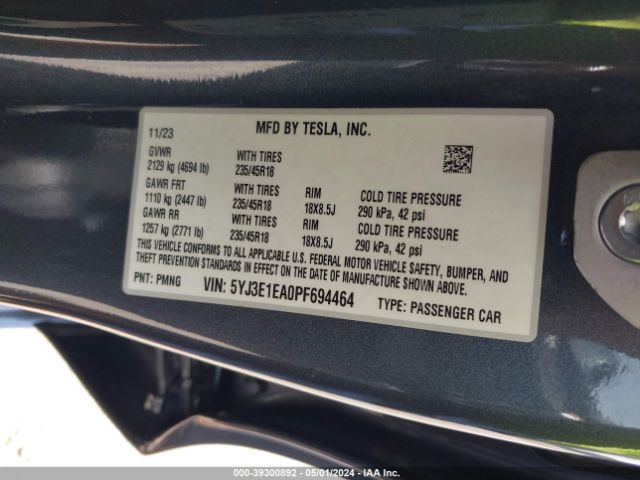 11/23 MFD BY TESLA, INC.
GVWR WITH TIRES
2129 kg (4694 lb) 235/45R18
GAWR FRT WITH TIRES RIM COLD TIRE PRESSURE
1110 kg (2447 lb) 235/45R18 18X8.5J 290 kPa, 42 psi
GAWR RR WITH TIRES RIM COLD TIRE PRESSURE
1257 kg (2771 lb) 235/45R18 18X8.5J 290 kPa, 42 psi
THIS VEHICLE CONFORMS TO ALL APPLICABLE U.S. FEDERAL MOTOR VEHICLE SAFETY, BUMPER, AND
THEFT PREVENTION STANDARDS IN EFFECT ON THE DATE OF MANUFACTURE SHOWN ABOVE.
PNT: PMNG VIN: 5YJ3E1EA0PF694464 TYPE: PASSENGER CAR
000-39300892 - 05/01/2024 - IAA Inc.